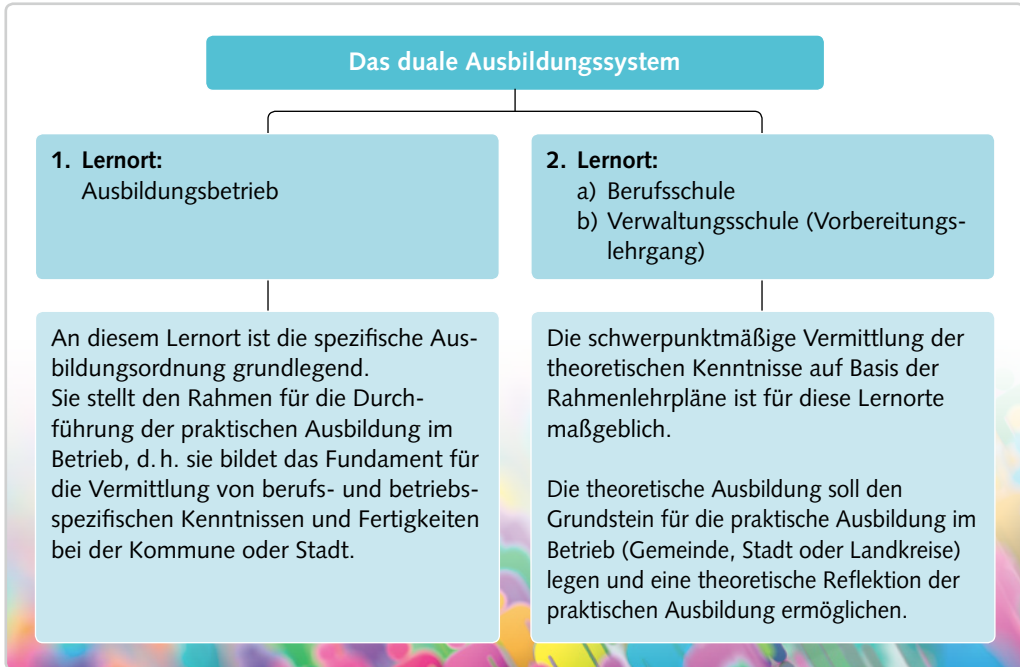 Das duale Ausbildungssystem
1. Lernort:
Ausbildungsbetrieb
2. Lernort:
a) Berufsschule
b) Verwaltungsschule (Vorbereitungs-
lehrgang)
An diesem Lernort ist die spezifische Aus-
bildungsordnung grundlegend.
Sie stellt den Rahmen für die Durch-
führung der praktischen Ausbildung im
Betrieb, d. h. sie bildet das Fundament für
die Vermittlung von berufs- und betriebs-
spezifischen Kenntnissen und Fertigkeiten
bei der Kommune oder Stadt.
Die schwerpunktmäßige Vermittlung der
theoretischen Kenntnisse auf Basis der
Rahmenlehrpläne ist für diese Lernorte
maßgeblich.
Die theoretische Ausbildung soll den
Grundstein für die praktische Ausbildung im
Betrieb (Gemeinde, Stadt oder Landkreise)
legen und eine theoretische Reflektion der
praktischen Ausbildung ermöglichen.